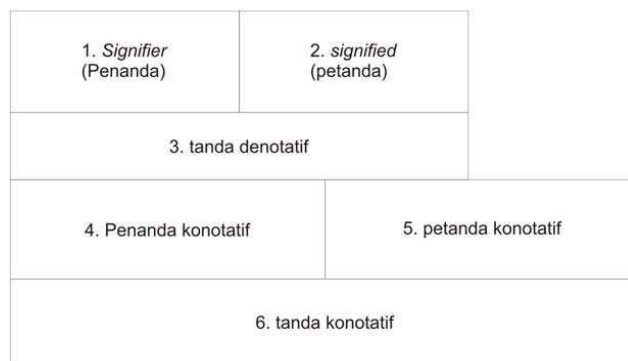 1. Signifier
(Penanda)
2. signified
(petanda)
3. tanda denotatif
4. Penanda konotatif
5. petanda konotatif
6. tanda konotatif